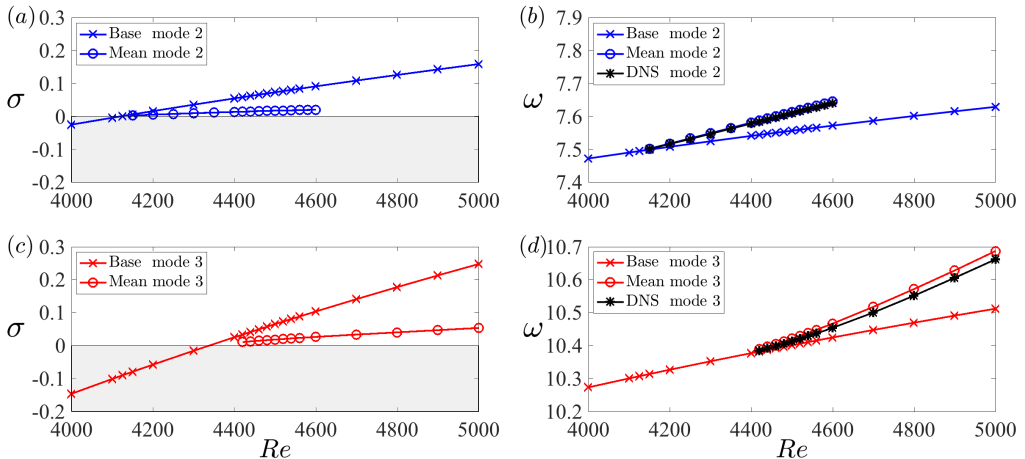 (a)
0.3
0.2
0.1
0
-0.1
-0.2
σ
Base mode 2
Mean mode 2
4000 4200 4400 4600 4800 5000
(b)
7.9
7.8
7.7
7.6
7.5
7.4
ω
Base mode 2
Mean mode 2
DNS mode 2
4000 4200 4400 4600 4800 5000
(c)
0.3
0.2
0.1
0
-0.1
-0.2
σ
Base mode 3
Mean mode 3
4000 4200 4400 4600 4800 5000
Re
(d)
10.7
10.6
10.5
10.4
10.3
10.2
ω
Base mode 3
Mean mode 3
DNS mode 3
4000 4200 4400 4600 4800 5000
Re